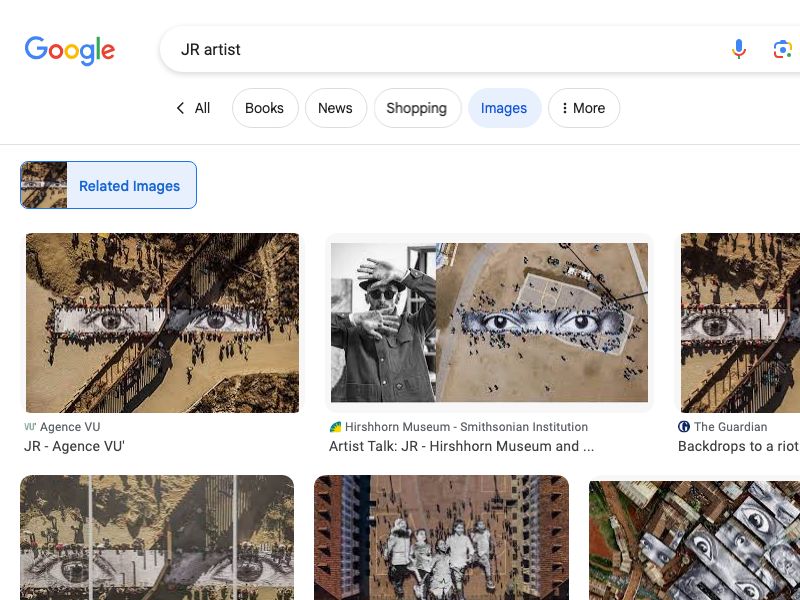 Google
JR artist
All
Books
News
Shopping
Images
More
Related Images
VU' Agence VU
JR - Agence VU'
Hirshhorn Museum - Smithsonian Institution
Artist Talk: JR - Hirshhorn Museum and ...
The Guardian
Backdrops to a riot